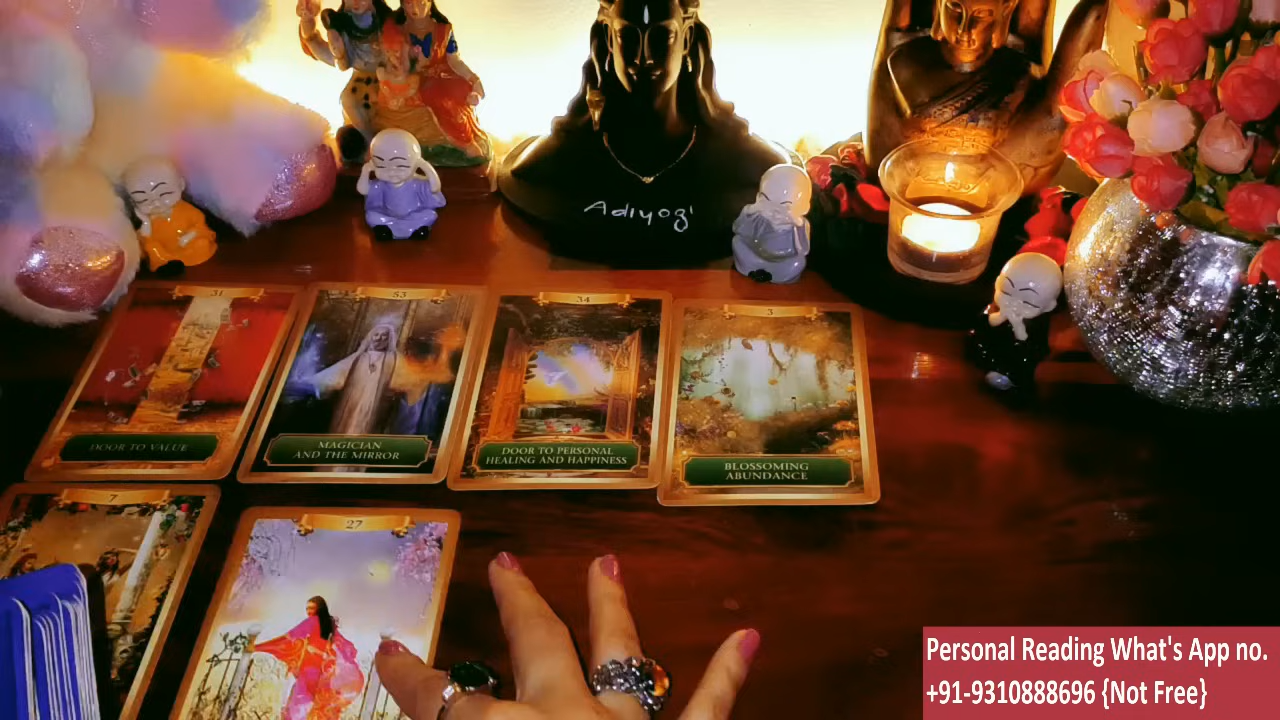 Adiyogi
31
DOOR TO VALUE
53
MAGICIAN
AND THE MIRROR
34
DOOR TO PERSONAL
HEALING AND HAPPINESS
3
BLOSSOMING
ABUNDANCE
7
27
Personal Reading What's App no.
+91-9310888696 {Not Free}